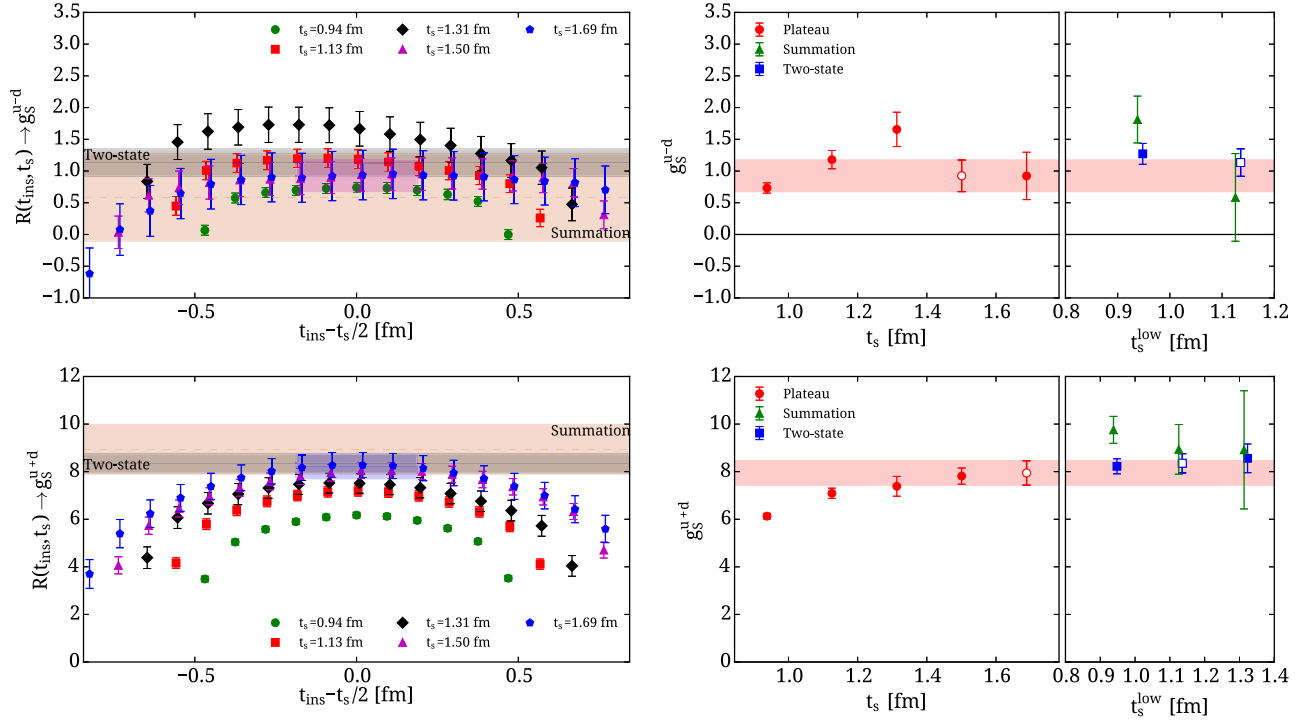 R(t_ins, t_s) → g_S^{u−d}
3.5
3.0
2.5
2.0
1.5
1.0
0.5
0.0
−0.5
−1.0
t_s=0.94 fm
t_s=1.31 fm
t_s=1.69 fm
t_s=1.13 fm
t_s=1.50 fm
Two-state
Summation
−0.5
0.0
0.5
t_ins−t_s/2 [fm]
g_S^{u−d}
3.5
3.0
2.5
2.0
1.5
1.0
0.5
0.0
−0.5
−1.0
Plateau
Summation
Two-state
1.0
1.2
1.4
1.6
t_s [fm]
0.8
0.9
1.0
1.1
1.2
t_s^low [fm]
R(t_ins, t_s) → g_S^{u+d}
12
10
8
6
4
2
0
Summation
Two-state
t_s=0.94 fm
t_s=1.31 fm
t_s=1.69 fm
t_s=1.13 fm
t_s=1.50 fm
−0.5
0.0
0.5
t_ins−t_s/2 [fm]
g_S^{u+d}
12
10
8
6
4
2
0
Plateau
Summation
Two-state
1.0
1.2
1.4
1.6
t_s [fm]
0.8
0.9
1.0
1.1
1.2
1.3
1.4
t_s^low [fm]